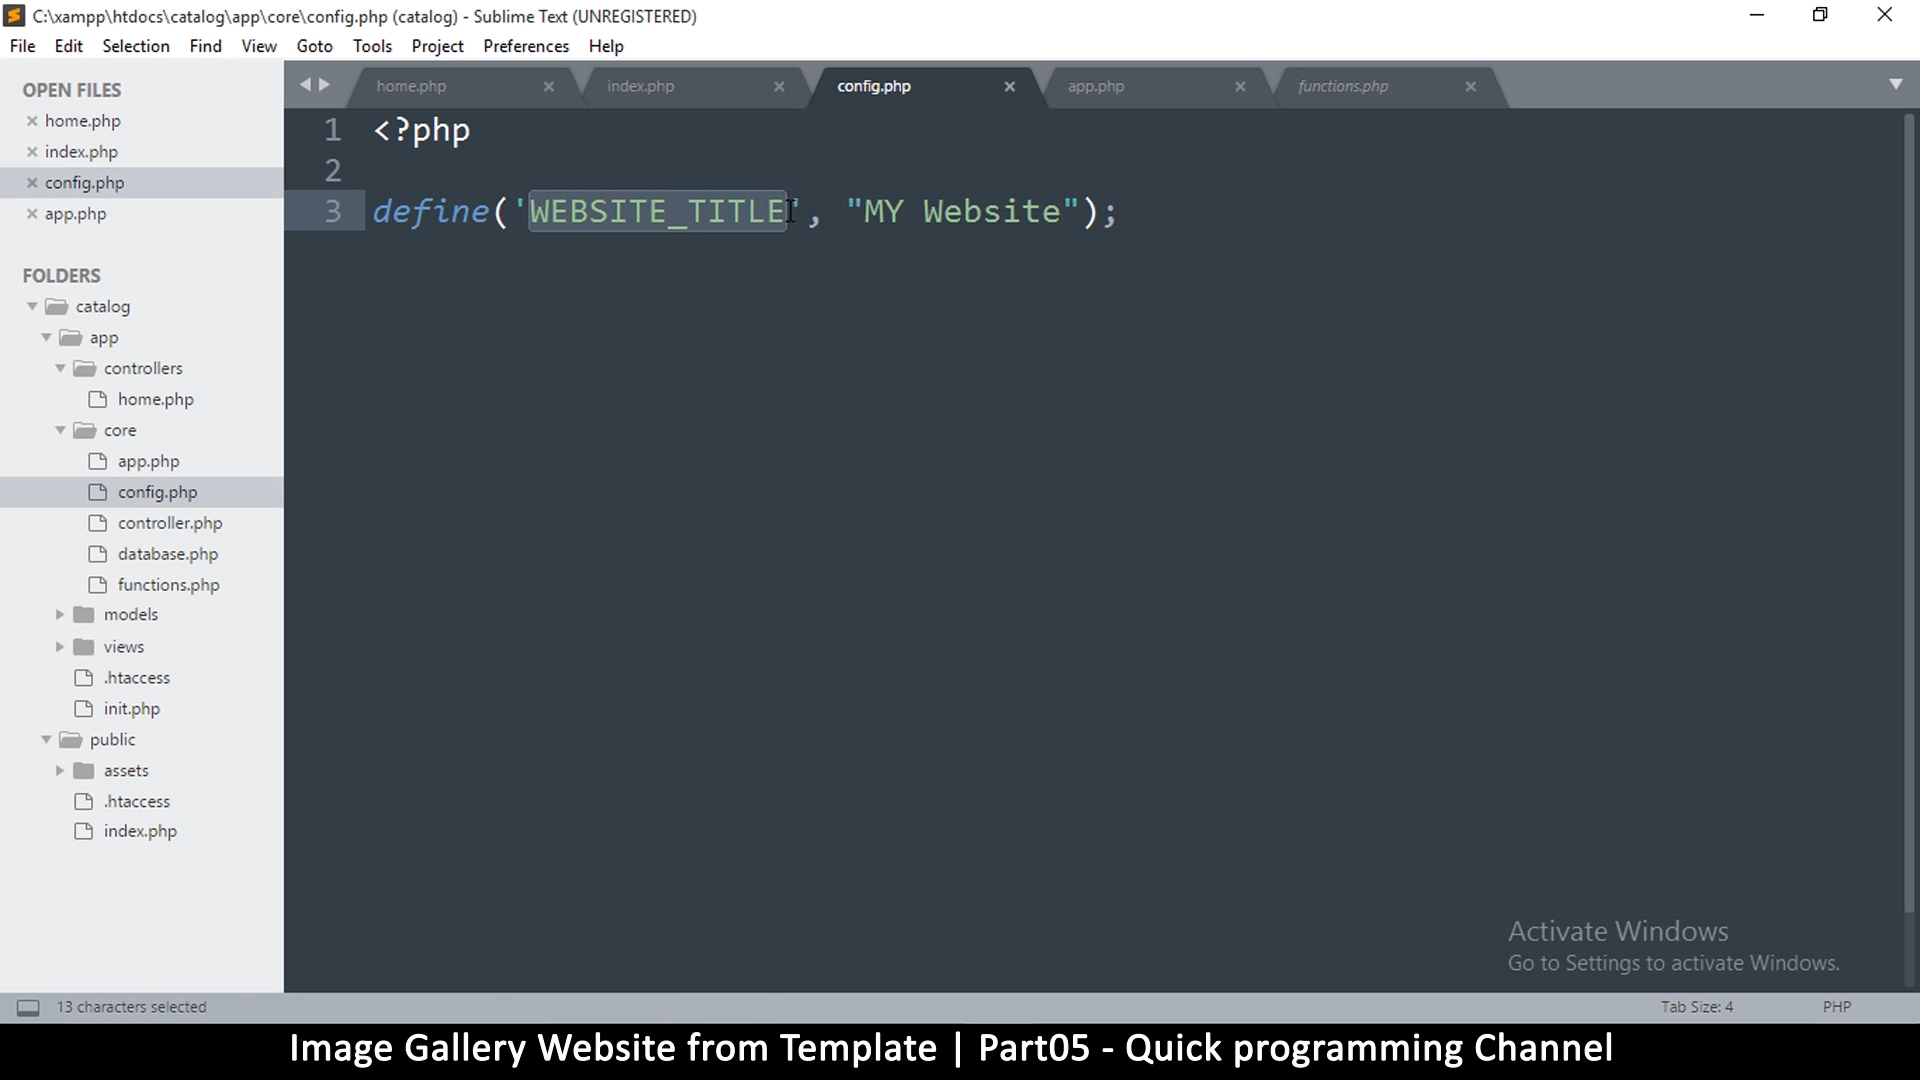 C:\xampp\htdocs\catalog\app\core\config.php (catalog) - Sublime Text (UNREGISTERED)
File Edit Selection Find View Goto Tools Project Preferences Help
OPEN FILES
home.php
index.php
config.php
app.php
FOLDERS
catalog
app
controllers
home.php
core
app.php
config.php
controller.php
database.php
functions.php
models
views
.htaccess
init.php
public
assets
.htaccess
index.php
home.php index.php config.php app.php functions.php
1 <?php
2
3 define('WEBSITE_TITLE', "MY Website");
Activate Windows
Go to Settings to activate Windows.
13 characters selected Tab Size: 4 PHP
Image Gallery Website from Template | Part05 - Quick programming Channel